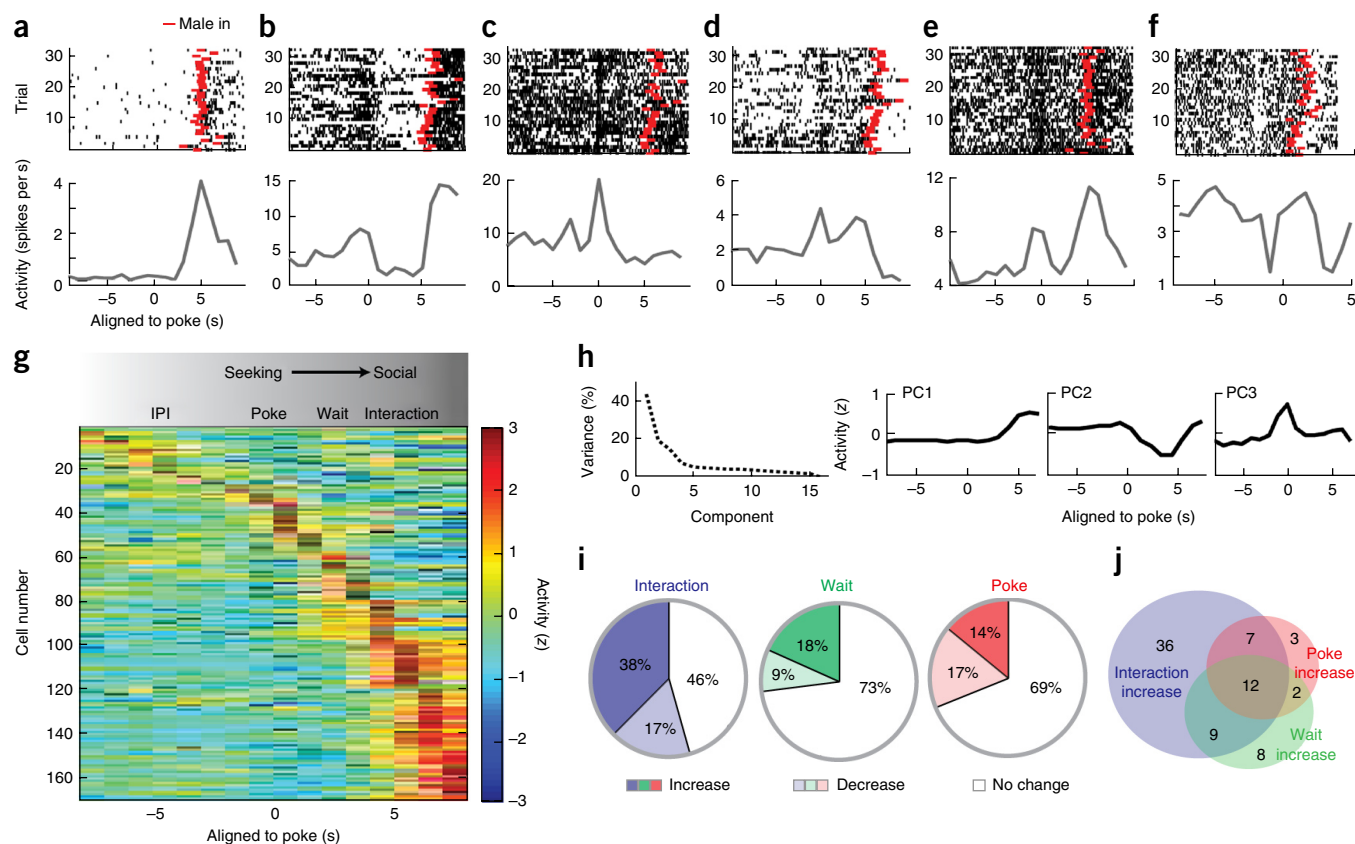 a
Male in
b
c
d
e
f
Trial
30
20
10
30
20
10
30
20
10
30
20
10
30
20
10
30
20
10
Activity (spikes per s)
4
2
0
15
10
5
0
20
10
0
6
4
2
0
12
8
4
5
3
1
−5 0 5
−5 0 5
−5 0 5
−5 0 5
−5 0 5
−5 0 5
Aligned to poke (s)
g
Seeking Social
IPI Poke Wait Interaction
Cell number
20
40
60
80
100
120
140
160
−5 0 5
Aligned to poke (s)
3
2
1
0
−1
−2
−3
Activity (z)
h
Variance (%)
40
20
0
0 5 10 15
Component
Activity (z)
1
0
−1
PC1
PC2
PC3
−5 0 5
−5 0 5
−5 0 5
Aligned to poke (s)
i
Interaction
38%
46%
17%
Wait
18%
9%
73%
Poke
14%
17%
69%
Increase
Decrease
No change
j
36
7
3
Interaction
increase
Poke
increase
12
2
9
8
Wait
increase